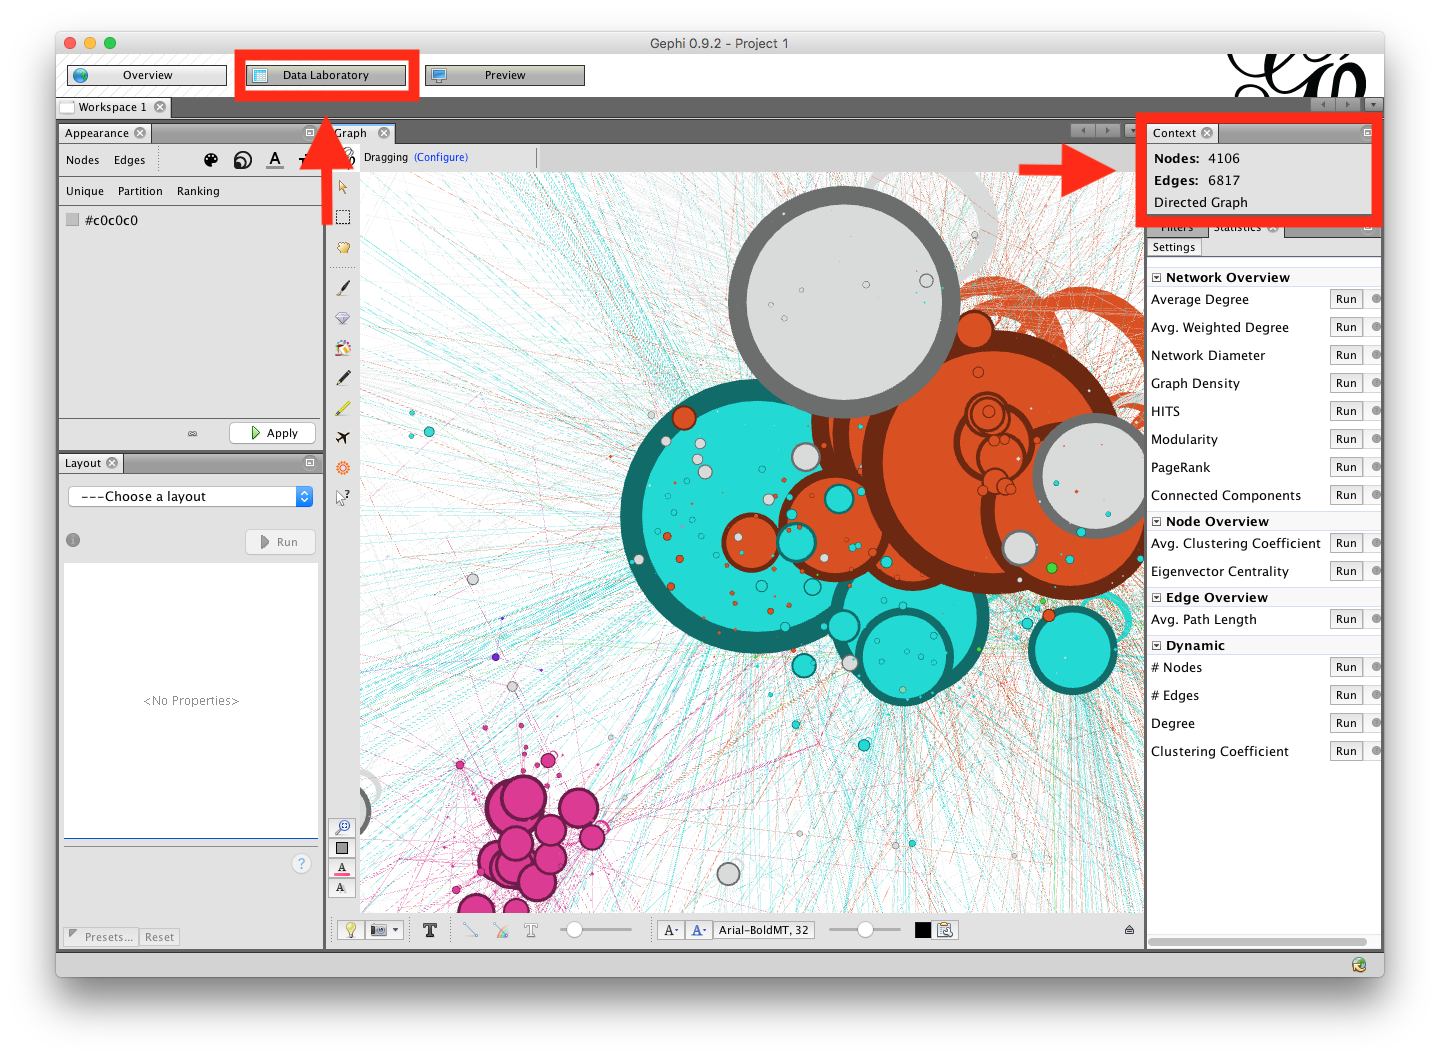 Gephi 0.9.2 - Project 1
Overview
Data Laboratory
Preview
Workspace 1
Appearance
Nodes Edges
Unique Partition Ranking
#c0c0c0
Apply
Layout
---Choose a layout
Run
<No Properties>
?
Presets...
Reset
Graph
Dragging (Configure)
A
A
T
T
A- A- Arial-BoldMT, 32
Context
Nodes: 4106
Edges: 6817
Directed Graph
Filters Statistics
Settings
Network Overview
Average Degree Run
Avg. Weighted Degree Run
Network Diameter Run
Graph Density Run
HITS Run
Modularity Run
PageRank Run
Connected Components Run
Node Overview
Avg. Clustering Coefficient Run
Eigenvector Centrality Run
Edge Overview
Avg. Path Length Run
Dynamic
# Nodes Run
# Edges Run
Degree Run
Clustering Coefficient Run